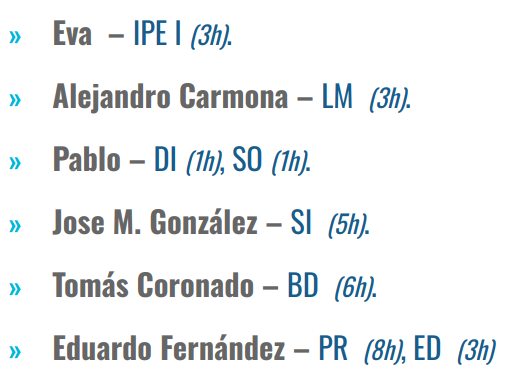 » Eva – IPE I (3h).
» Alejandro Carmona – LM (3h).
» Pablo – DI (1h), SO (1h).
» Jose M. González – SI (5h).
» Tomás Coronado – BD (6h).
» Eduardo Fernández – PR (8h), ED (3h)